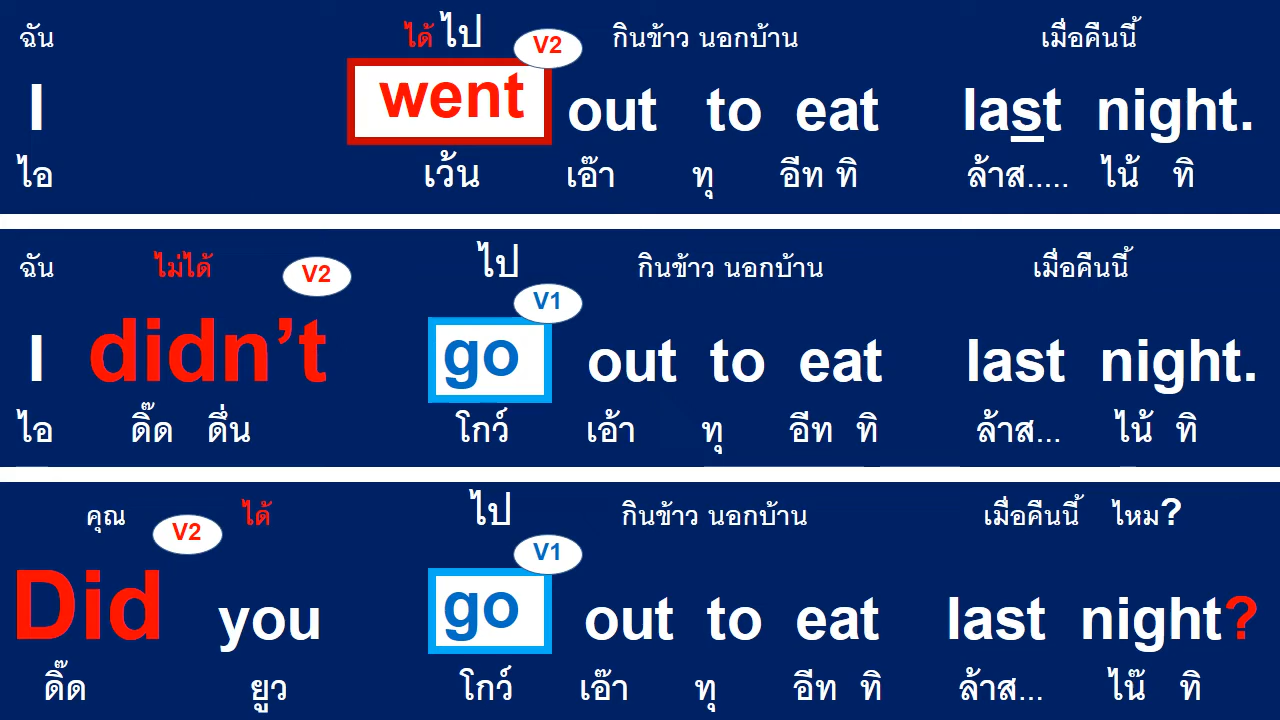 ฉัน ได้ ไป V2 กินข้าว นอกบ้าน เมื่อคืนนี้
I went out to eat last night.
ไอ เว้น เอ๊า ทุ อีท ทิ ล้าส..... ไน้ ทิ
ฉัน ไม่ได้ V2 ไป กินข้าว นอกบ้าน เมื่อคืนนี้
V1
I didn’t go out to eat last night.
ไอ ดิ๊ด ดึ่น โกว์ เอ้า ทุ อีท ทิ ล้าส... ไน้ ทิ
คุณ V2 ได้ ไป กินข้าว นอกบ้าน เมื่อคืนนี้ ไหม?
V1
Did you go out to eat last night?
ดิ๊ด ยูว โกว์ เอ๊า ทุ อีท ทิ ล้าส... ไน๊ ทิ